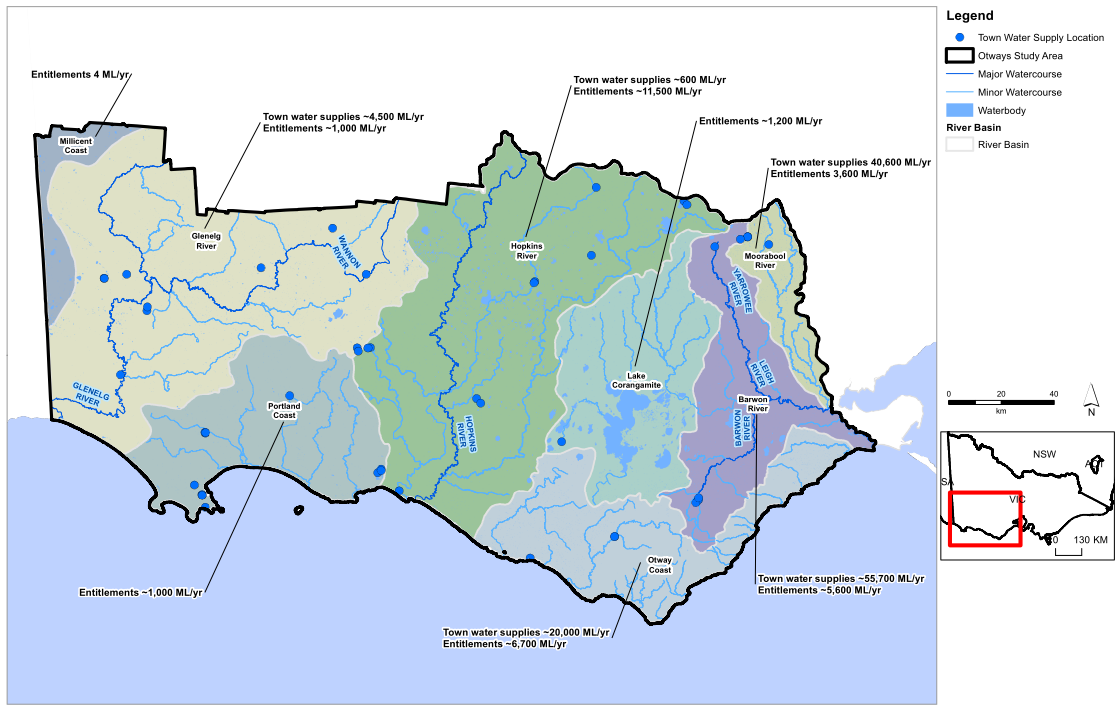 Entitlements 4 ML/yr
Town water supplies ~4,500 ML/yr
Entitlements ~1,000 ML/yr
Town water supplies ~600 ML/yr
Entitlements ~11,500 ML/yr
Entitlements ~1,200 ML/yr
Town water supplies 40,600 ML/yr
Entitlements 3,600 ML/yr
Millicent
Coast
Glenelg
River
WANNON
RIVER
Hopkins
River
Moorabool
River
YARROWEE
RIVER
LEIGH
RIVER
Lake
Corangamite
GLENELG
RIVER
Portland
Coast
HOPKINS
RIVER
Barwon
River
BARWON
RIVER
Otway
Coast
Entitlements ~1,000 ML/yr
Town water supplies ~55,700 ML/yr
Entitlements ~5,600 ML/yr
Town water supplies ~20,000 ML/yr
Entitlements ~6,700 ML/yr
Legend
Town Water Supply Location
Otways Study Area
Major Watercourse
Minor Watercourse
Waterbody
River Basin
River Basin
0 20 40
km
N
NSW
SA
VIC
0 130 KM